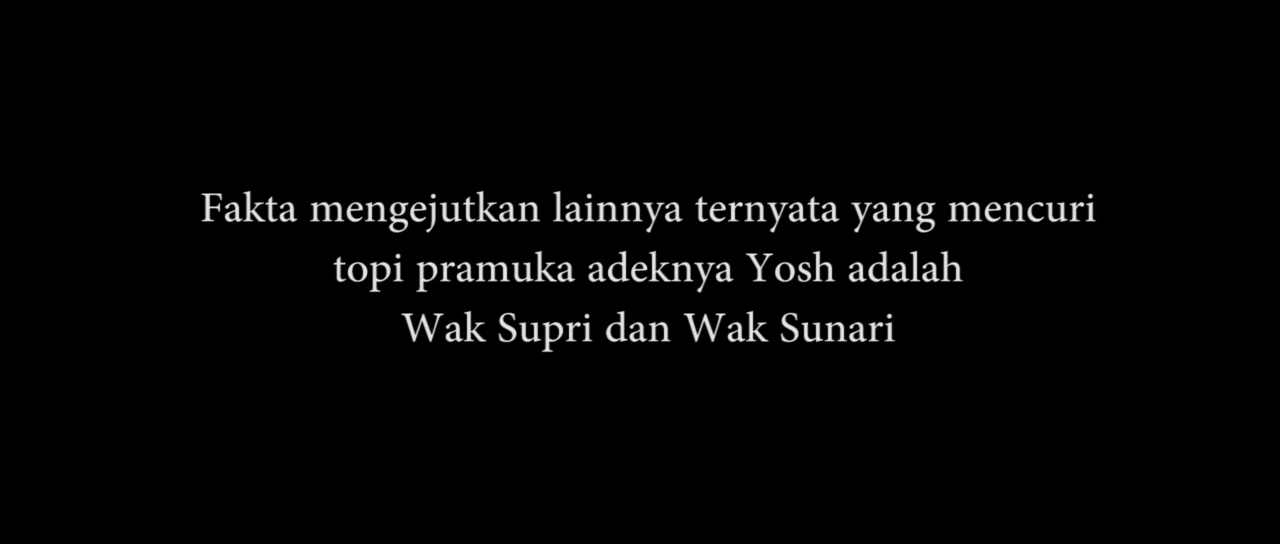 Fakta mengejutkan lainnya ternyata yang mencuri
topi pramuka adeknya Yosh adalah
Wak Supri dan Wak Sunari